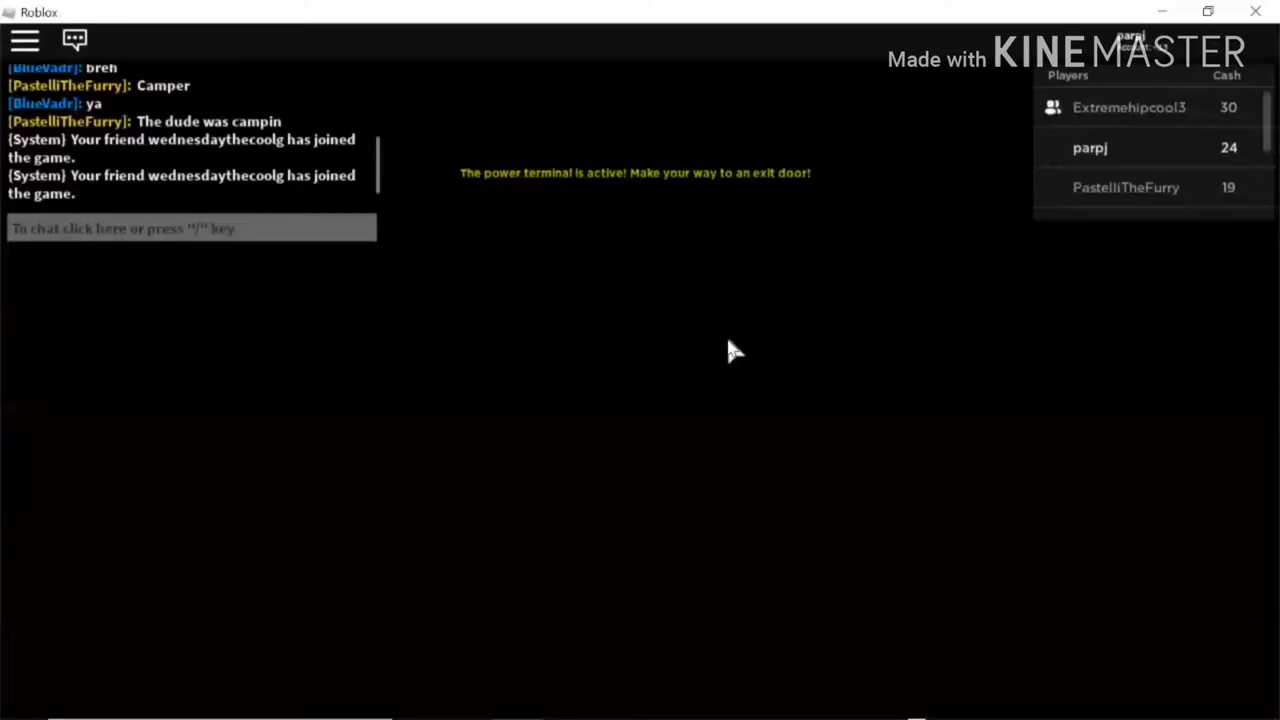 Roblox
Made with KINEMASTER
parpj
[BlueVadr]: breh
[PastelliTheFurry]: Camper
[BlueVadr]: ya
[PastelliTheFurry]: The dude was campin
{System} Your friend wednesdaythecoolg has joined
the game.
{System} Your friend wednesdaythecoolg has joined
the game.
To chat click here or press "/" key
The power terminal is active! Make your way to an exit door!
Players Cash
Extremehipcool3 30
parpj 24
PastelliTheFurry 19